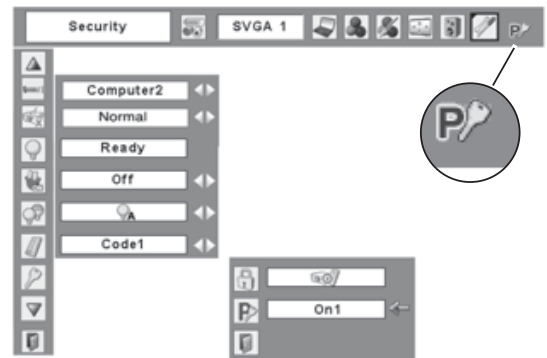 Security SVGA 1 P
Computer2
Normal
P
Ready
Off
A
Code1
P On1